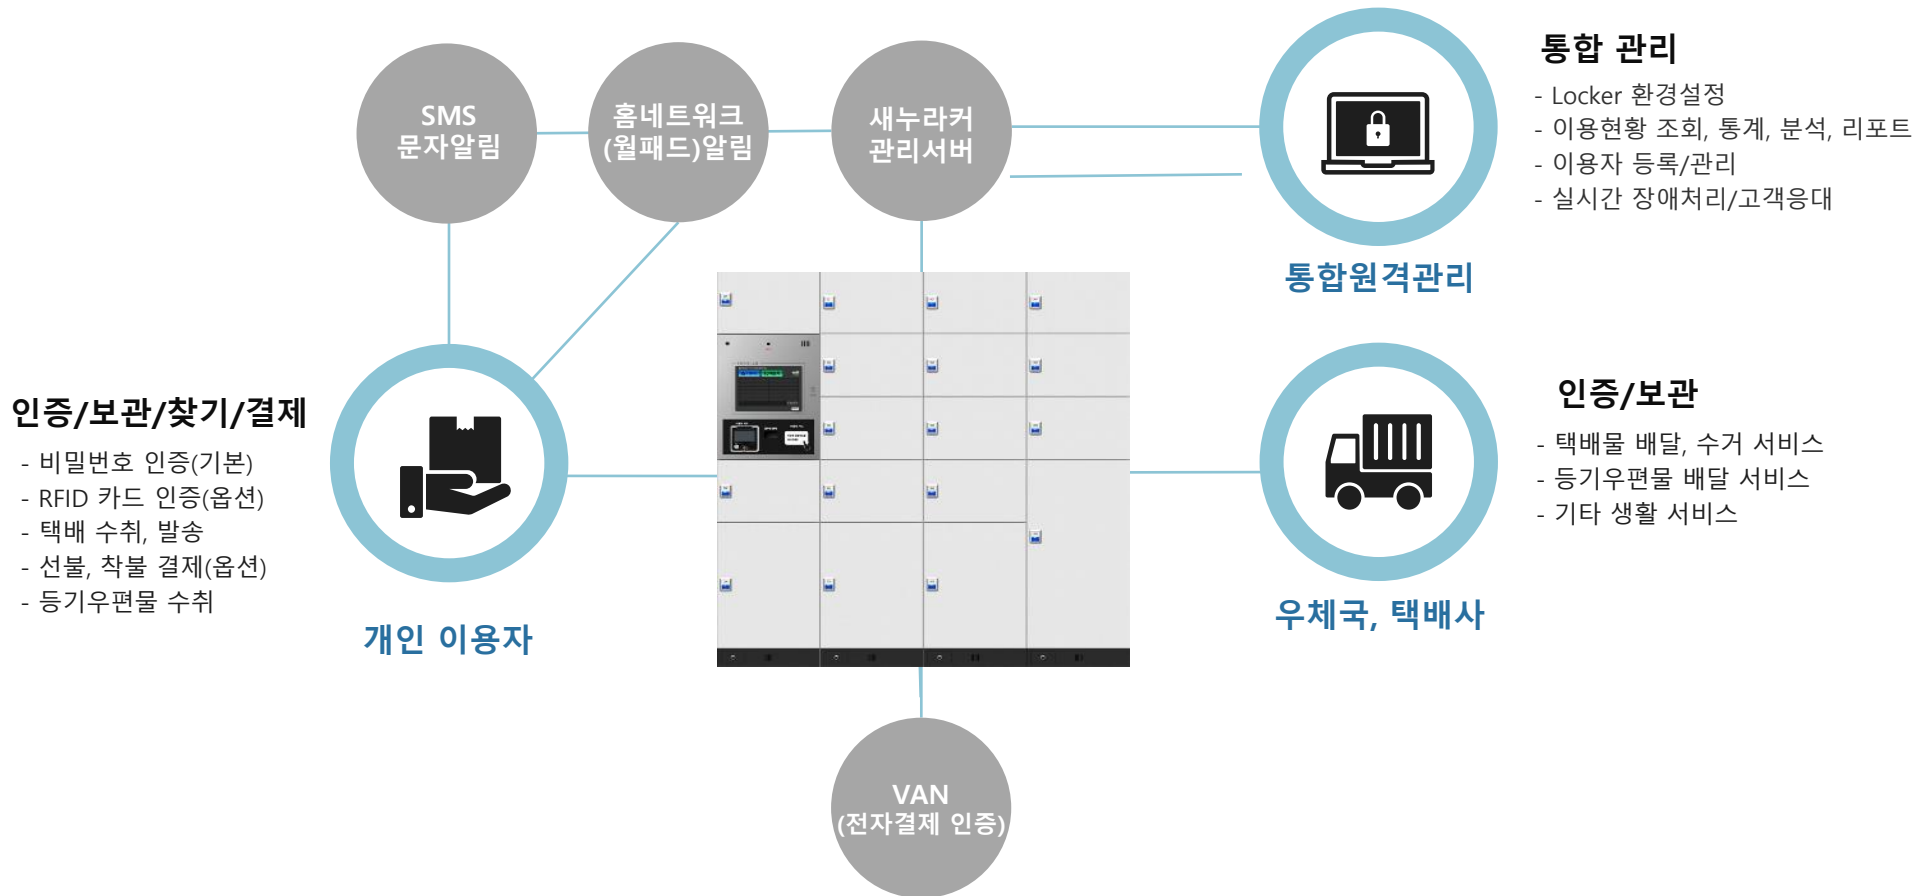 SMS
문자알림
홈네트워크
(월패드)알림
새누라커
관리서버
통합 관리
- Locker 환경설정
- 이용현황 조회, 통계, 분석, 리포트
- 이용자 등록/관리
- 실시간 장애처리/고객응대
통합원격관리
인증/보관/찾기/결제
- 비밀번호 인증(기본)
- RFID 카드 인증(옵션)
- 택배 수취, 발송
- 선불, 착불 결제(옵션)
- 등기우편물 수취
개인 이용자
인증/보관
- 택배물 배달, 수거 서비스
- 등기우편물 배달 서비스
- 기타 생활 서비스
우체국, 택배사
VAN
(전자결제 인증)